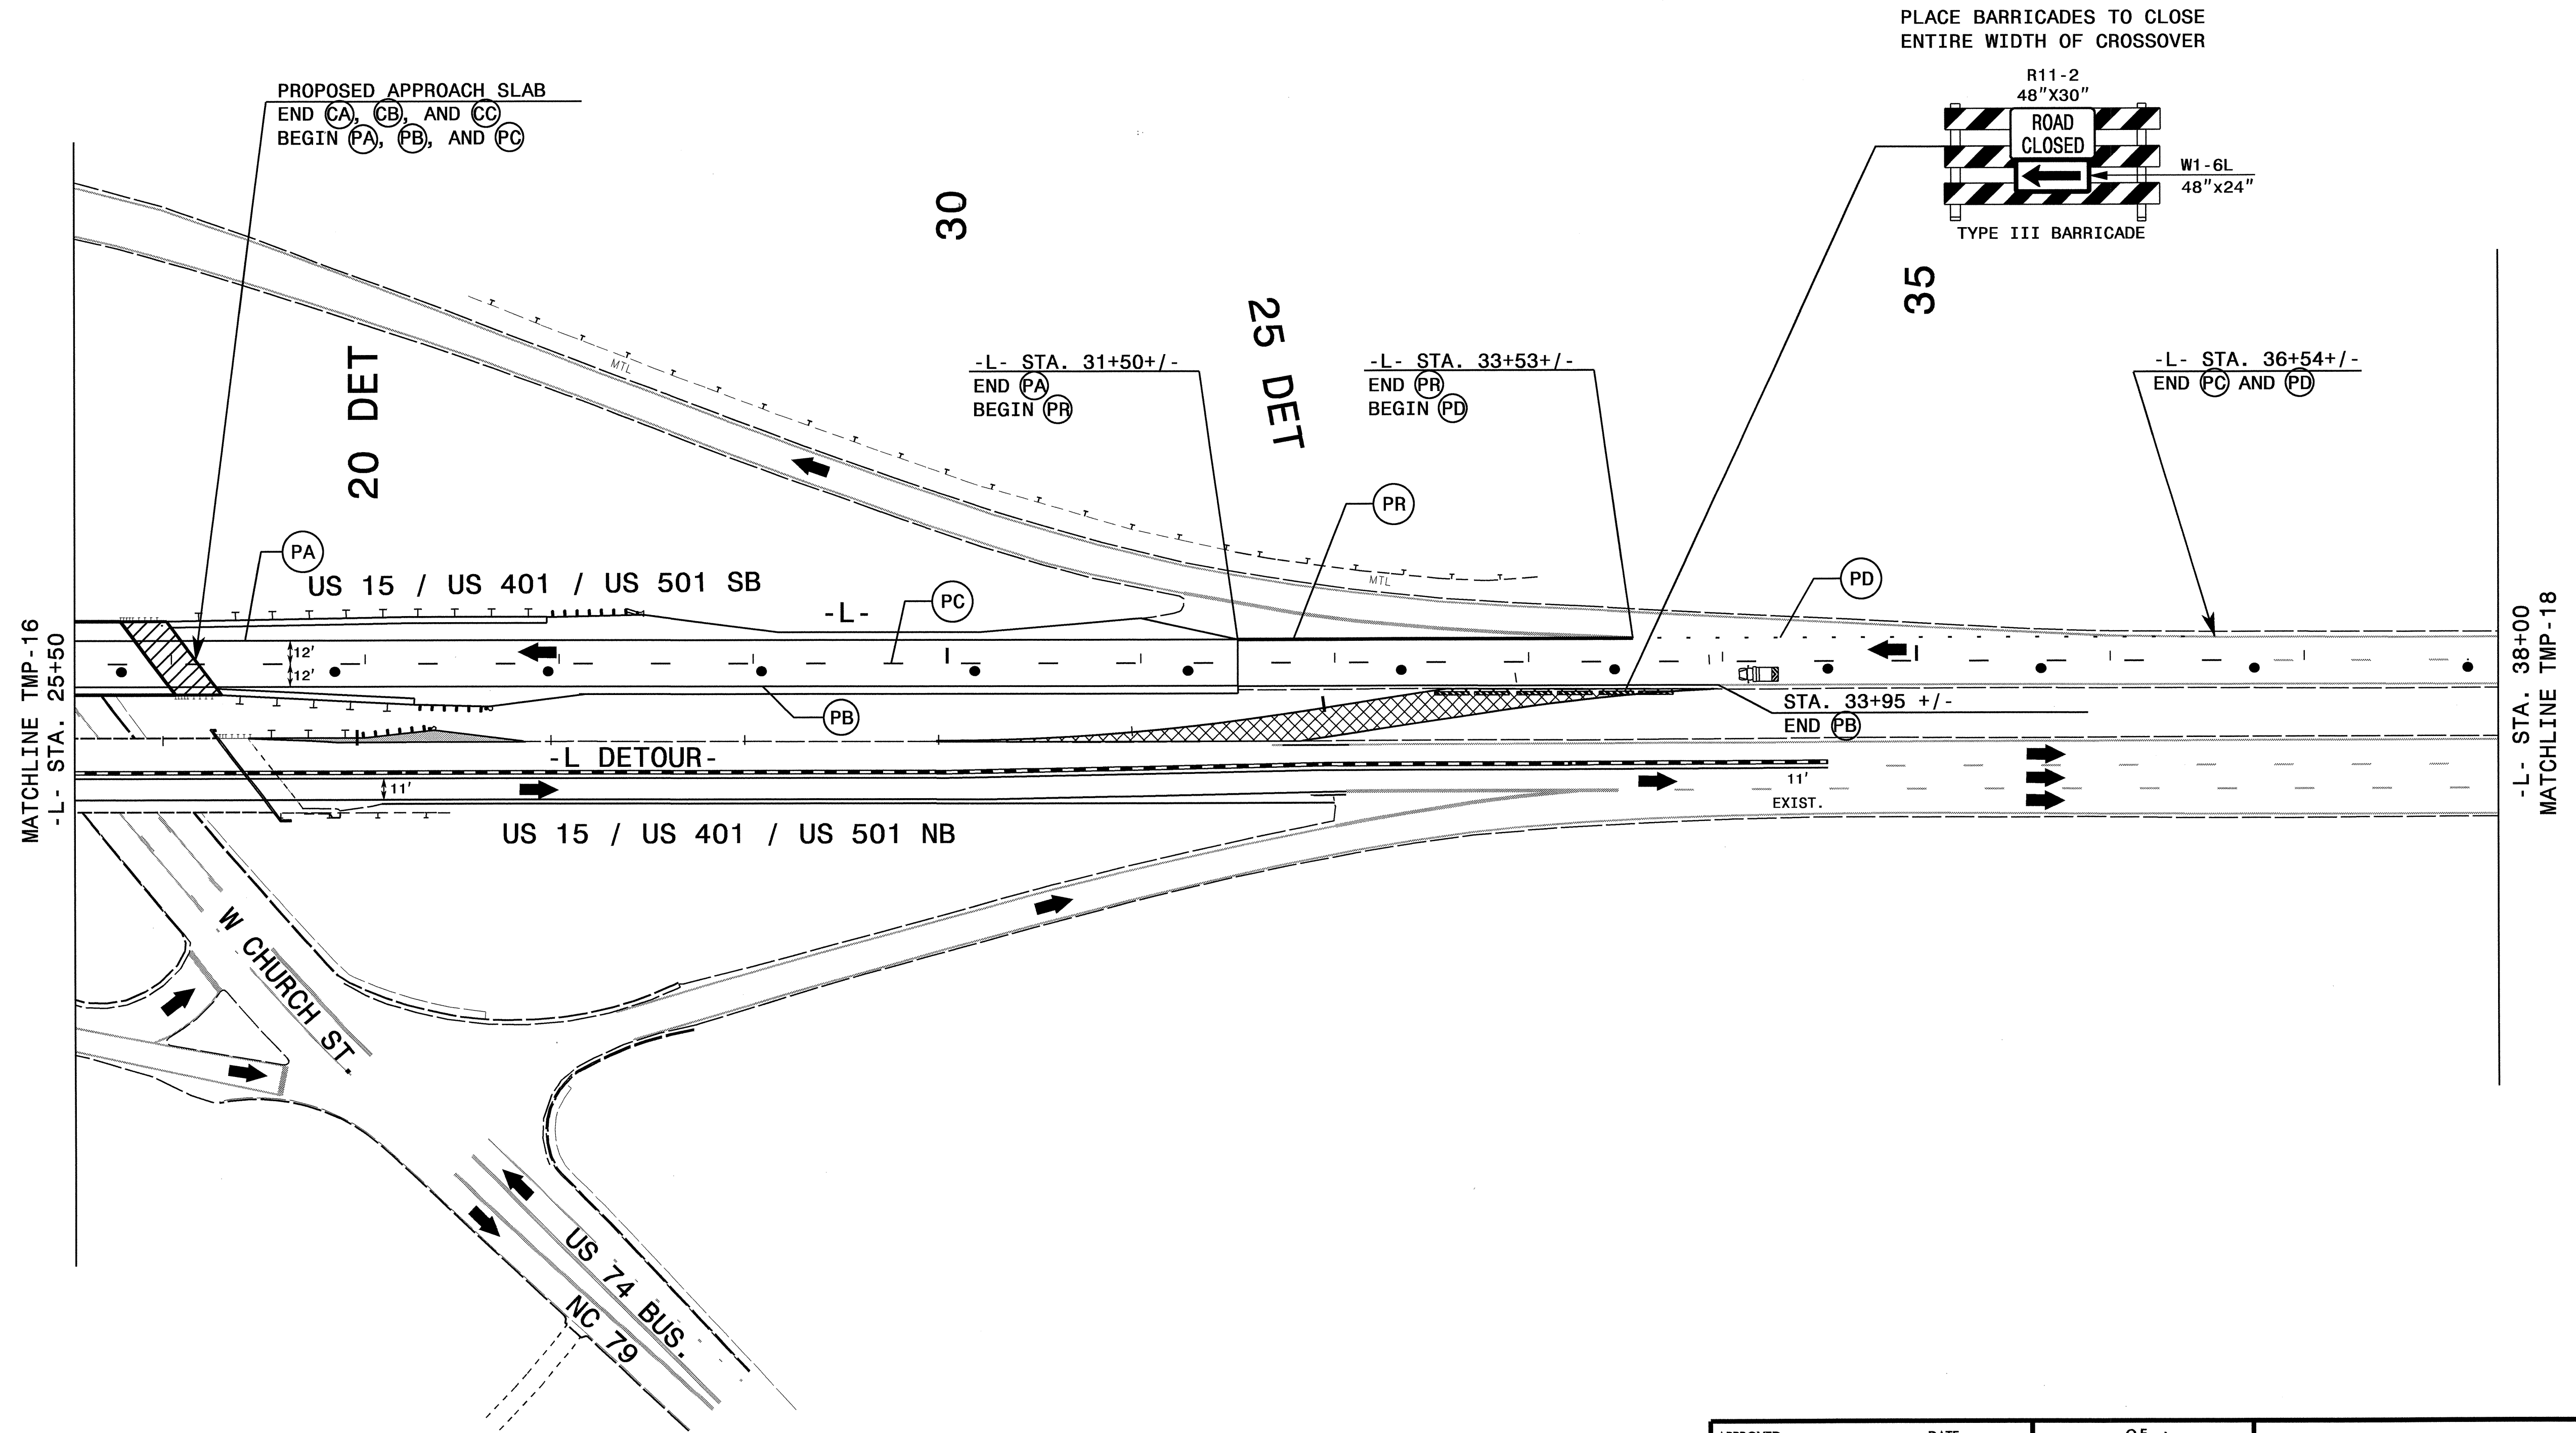 PLACE BARRICADES TO CLOSE
ENTIRE WIDTH OF CROSSOVER
R11-2
48"X30"
ROAD
CLOSED
W1-6L
48"x24"
TYPE III BARRICADE
PROPOSED APPROACH SLAB
END CA, CB, AND CC
BEGIN PA, PB, AND PC
30
35
20 DET
25 DET
-L- STA. 31+50+/-
END PA
BEGIN PR
-L- STA. 33+53+/-
END PR
BEGIN PD
-L- STA. 36+54+/-
END PC AND PD
MTL
MTL
PR
PA
US 15 / US 401 / US 501 SB
-L-
PC
PD
12'
12'
PB
STA. 33+95 +/-
END PB
-L DETOUR-
11'
11'
EXIST.
US 15 / US 401 / US 501 NB
MATCHLINE TMP-16
-L- STA. 25+50
-L- STA. 38+00
MATCHLINE TMP-18
W CHURCH ST.
US 74 BUS.
NC 79